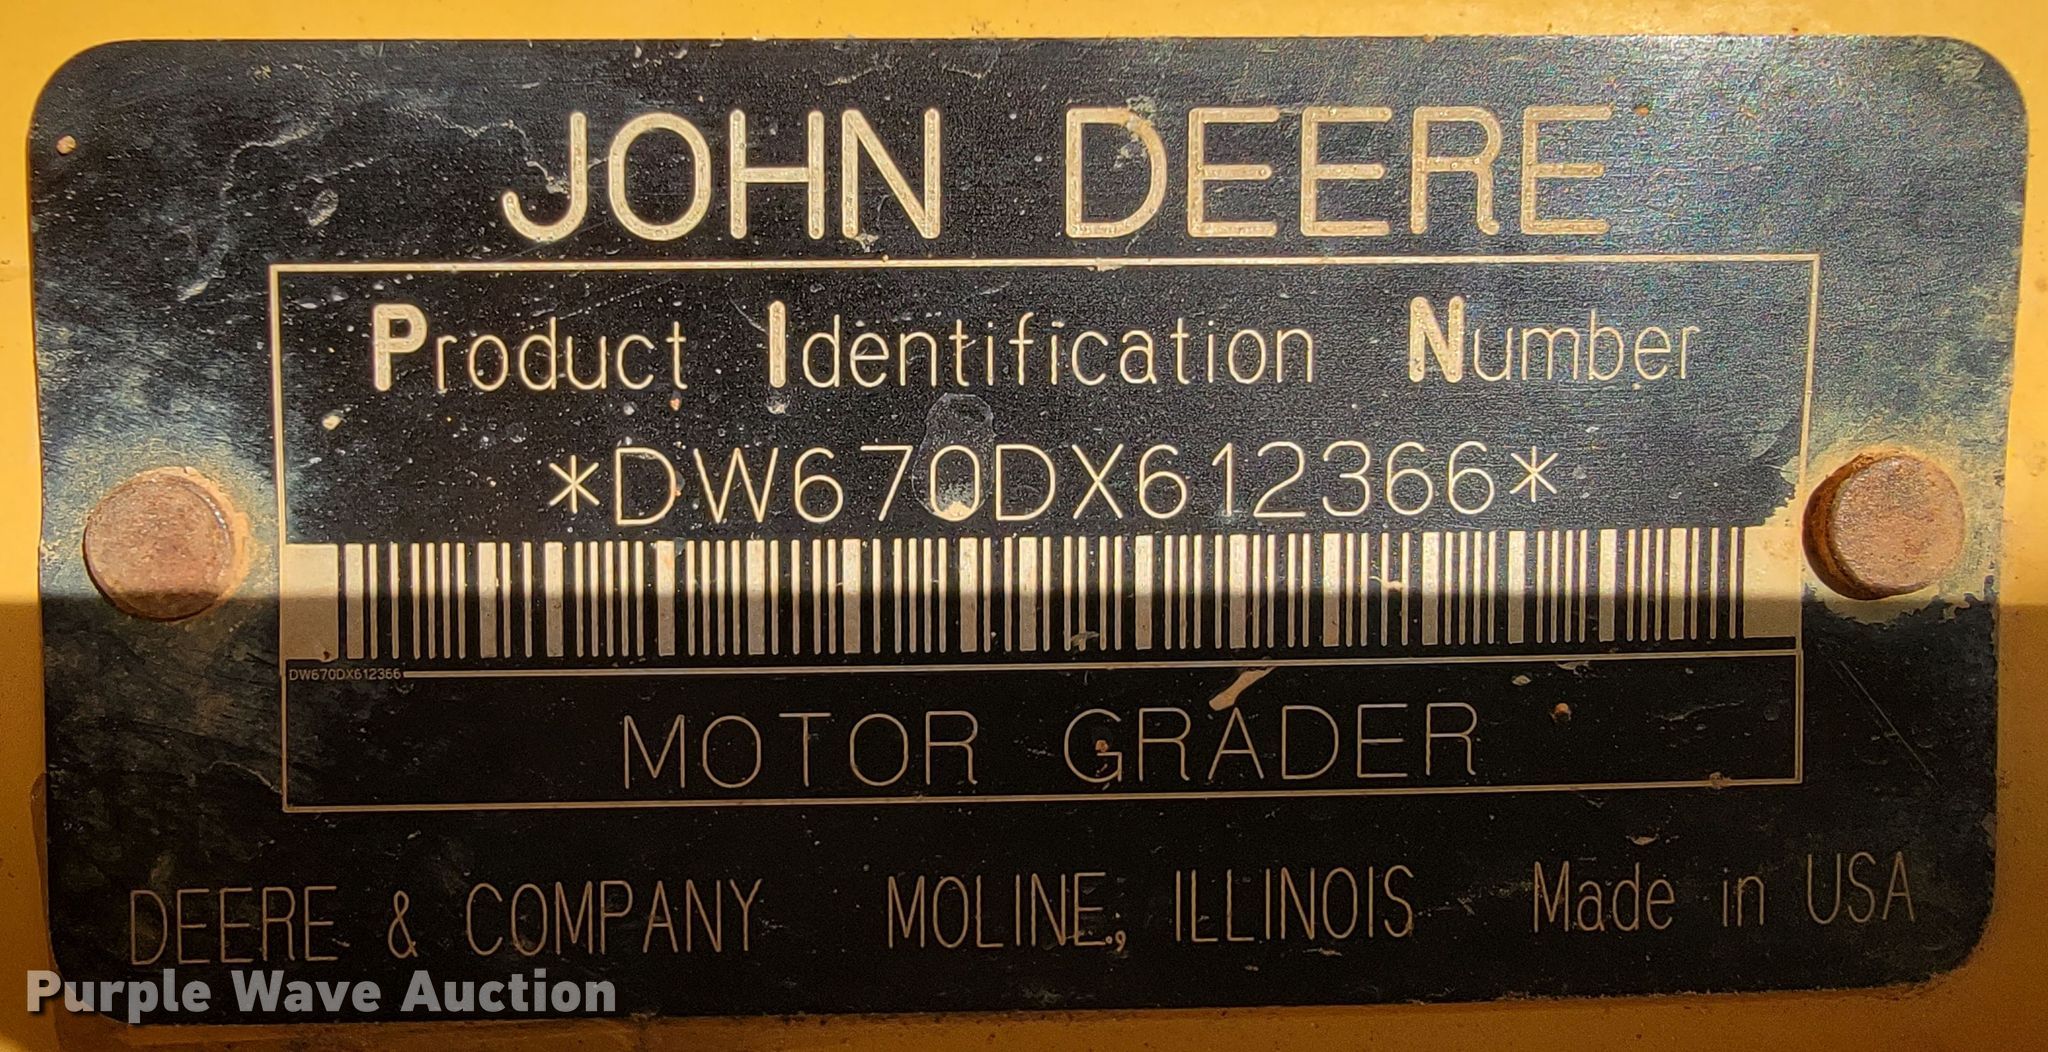 JOHN DEERE
Product Identification Number
*DW670DX612366*
DW670DX612366
MOTOR GRADER
DEERE & COMPANY MOLINE, ILLINOIS Made in USA
Purple Wave Auction